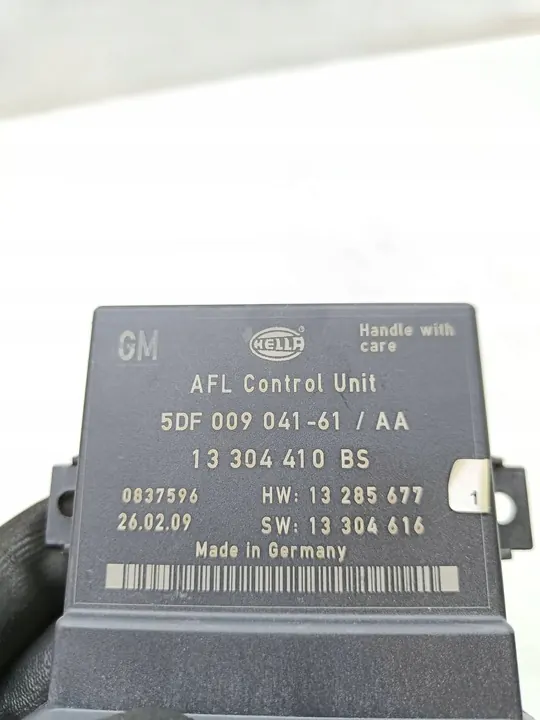 GM
HELLA®
Handle with
care
AFL Control Unit
5DF 009 041-61 / AA
13 304 410 BS
0837596
HW: 13 285 677
1
26.02.09
SW: 13 304 616
Made in Germany